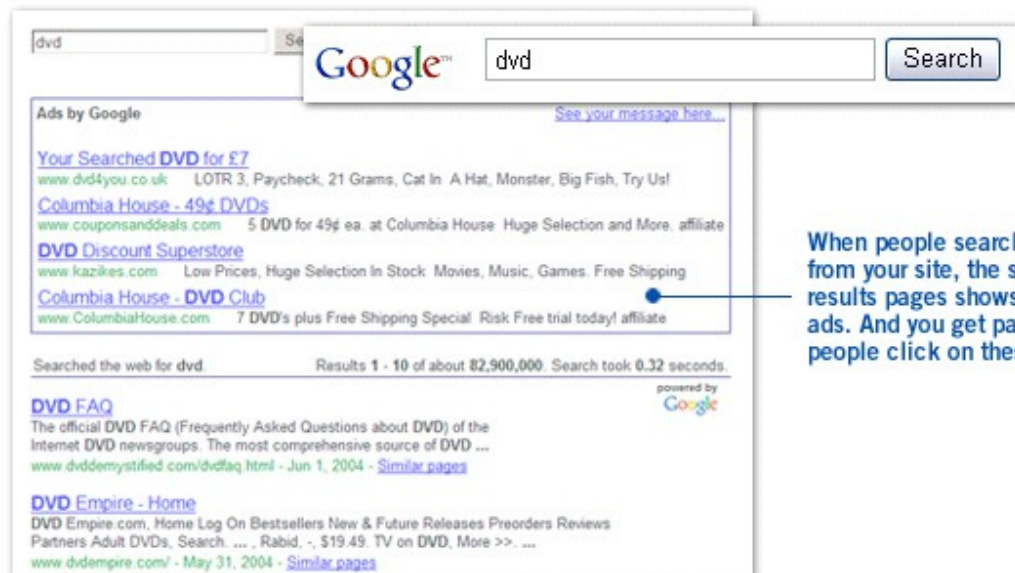 dvd
Se
Google™ dvd Search
Ads by Google See your message here...
Your Searched DVD for £7
www.dvd4you.co.uk LOTR 3, Paycheck, 21 Grams, Cat In A Hat, Monster, Big Fish, Try Us!
Columbia House - 49¢ DVDs
www.couponsanddeals.com 5 DVD for 49¢ ea. at Columbia House Huge Selection and More. affiliate
DVD Discount Superstore
www.kazikes.com Low Prices, Huge Selection In Stock Movies, Music, Games. Free Shipping
Columbia House - DVD Club
www.ColumbiaHouse.com 7 DVD's plus Free Shipping Special Risk Free trial today! affiliate
When people search
from your site, the s
results pages shows
ads. And you get pa
people click on thes
Searched the web for dvd. Results 1 - 10 of about 82,900,000. Search took 0.32 seconds.
powered by
Google
DVD FAQ
The official DVD FAQ (Frequently Asked Questions about DVD) of the
Internet DVD newsgroups. The most comprehensive source of DVD ...
www.dvddemystified.com/dvdfaq.html - Jun 1, 2004 - Similar pages
DVD Empire - Home
DVD Empire.com, Home Log On Bestsellers New & Future Releases Preorders Reviews
Partners Adult DVDs, Search. ... , Rabid, -, $19.49. TV on DVD, More >>. ...
www.dvdempire.com/ - May 31, 2004 - Similar pages